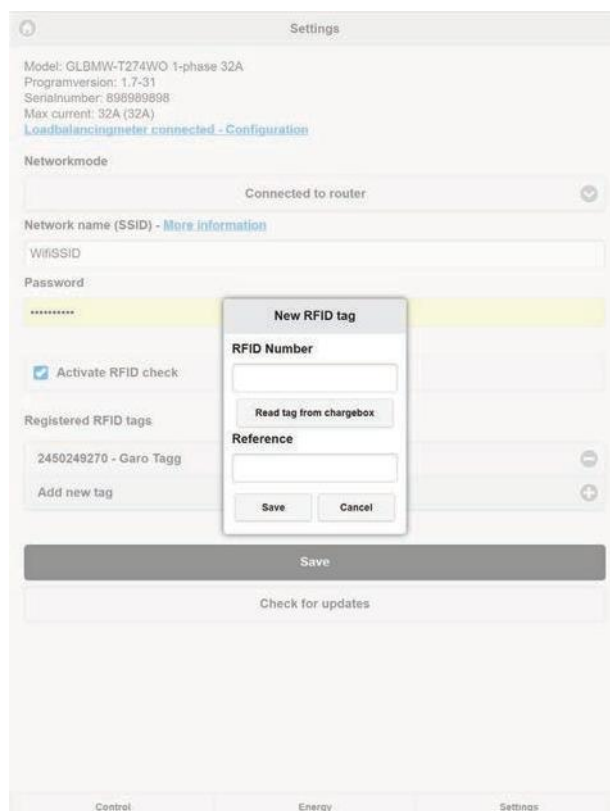 Settings
Model: GLBMW-T274WO 1-phase 32A
Programversion: 1.7-31
Serialnumber: 898989898
Max current: 32A (32A)
Loadbalancingmeter connected - Configuration
Networkmode
Connected to router
Network name (SSID) - More information
WifiSSID
Password
••••••••••
New RFID tag
RFID Number
Activate RFID check
Read tag from chargebox
Registered RFID tags
Reference
2450249270 - Garo Tagg
Add new tag
Save Cancel
Save
Check for updates
Control Energy Settings